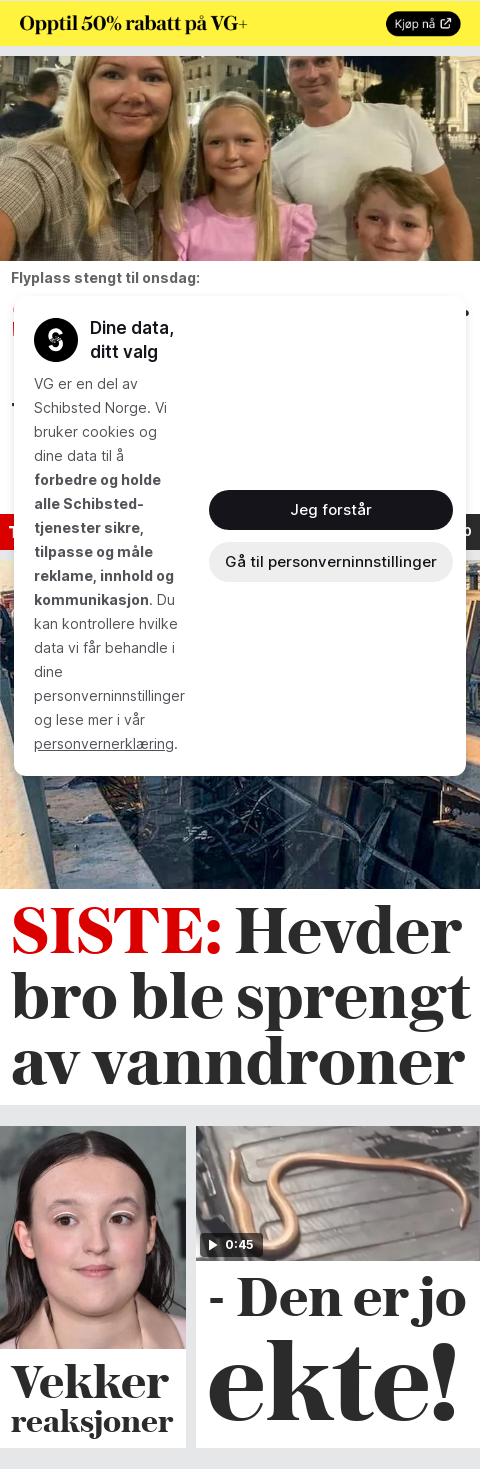 Opptil 50% rabatt på VG+
Kjøp nå
Flyplass stengt til onsdag:
Dine data,
ditt valg
VG er en del av
Schibsted Norge. Vi
bruker cookies og
dine data til å
forbedre og holde
alle Schibsted-
tjenester sikre,
tilpasse og måle
reklame, innhold og
kommunikasjon. Du
kan kontrollere hvilke
data vi får behandle i
dine
personverninnstillinger
og lese mer i vår
personvernerklæring.
Jeg forstår
Gå til personverninnstillinger
SISTE: Hevder
bro ble sprengt
av vanndroner
0:45
Vekker
reaksjoner
- Den er jo
ekte!